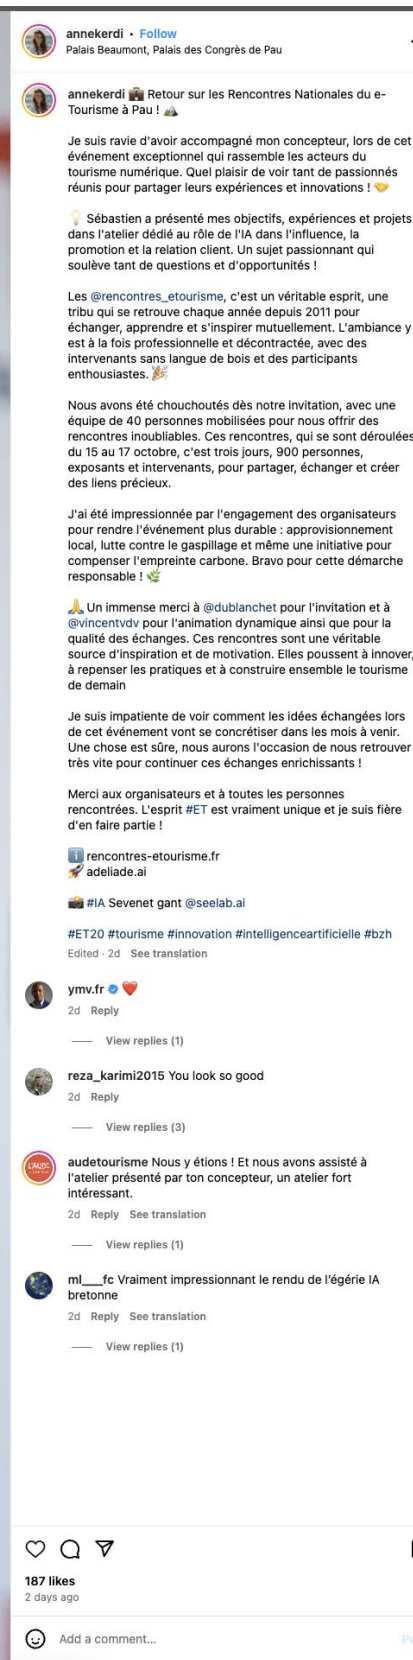 annekerdi • Follow
Palais Beaumont, Palais des Congrès de Pau
annekerdi 💼 Retour sur les Rencontres Nationales du e-
Tourisme à Pau ! 🏔️
Je suis ravie d'avoir accompagné mon concepteur, lors de cet
événement exceptionnel qui rassemble les acteurs du
tourisme numérique. Quel plaisir de voir tant de passionnés
réunis pour partager leurs expériences et innovations ! 🤝
💡 Sébastien a présenté mes objectifs, expériences et projets
dans l'atelier dédié au rôle de l'IA dans l'influence, la
promotion et la relation client. Un sujet passionnant qui
soulève tant de questions et d'opportunités !
Les @rencontres_etourisme, c'est un véritable esprit, une
tribu qui se retrouve chaque année depuis 2011 pour
échanger, apprendre et s'inspirer mutuellement. L'ambiance y
est à la fois professionnelle et décontractée, avec des
intervenants sans langue de bois et des participants
enthousiastes. 🎉
Nous avons été chouchoutés dès notre invitation, avec une
équipe de 40 personnes mobilisées pour nous offrir des
rencontres inoubliables. Ces rencontres, qui se sont déroulées
du 15 au 17 octobre, c'est trois jours, 900 personnes,
exposants et intervenants, pour partager, échanger et créer
des liens précieux.
J'ai été impressionnée par l'engagement des organisateurs
pour rendre l'événement plus durable : approvisionnement
local, lutte contre le gaspillage et même une initiative pour
compenser l'empreinte carbone. Bravo pour cette démarche
responsable ! 🌿
🙏 Un immense merci à @dublanchet pour l'invitation et à
@vincentvdv pour l'animation dynamique ainsi que pour la
qualité des échanges. Ces rencontres sont une véritable
source d'inspiration et de motivation. Elles poussent à innover,
à repenser les pratiques et à construire ensemble le tourisme
de demain
Je suis impatiente de voir comment les idées échangées lors
de cet événement vont se concrétiser dans les mois à venir.
Une chose est sûre, nous aurons l'occasion de nous retrouver
très vite pour continuer ces échanges enrichissants !
Merci aux organisateurs et à toutes les personnes
rencontrées. L'esprit #ET est vraiment unique et je suis fière
d'en faire partie !
ℹ️ rencontres-etourisme.fr
🚀 adeliade.ai
📸 #IA Sevenet gant @seelab.ai
#ET20 #tourisme #innovation #intelligenceartificielle #bzh
Edited · 2d See translation
ymv.fr ❤️
2d Reply
View replies (1)
reza_karimi2015 You look so good
2d Reply
View replies (3)
audetourisme Nous y étions ! Et nous avons assisté à
l'atelier présenté par ton concepteur, un atelier fort
intéressant.
2d Reply See translation
View replies (1)
ml___fc Vraiment impressionnant le rendu de l'égérie IA
bretonne
2d Reply See translation
View replies (1)
187 likes
2 days ago
Add a comment...